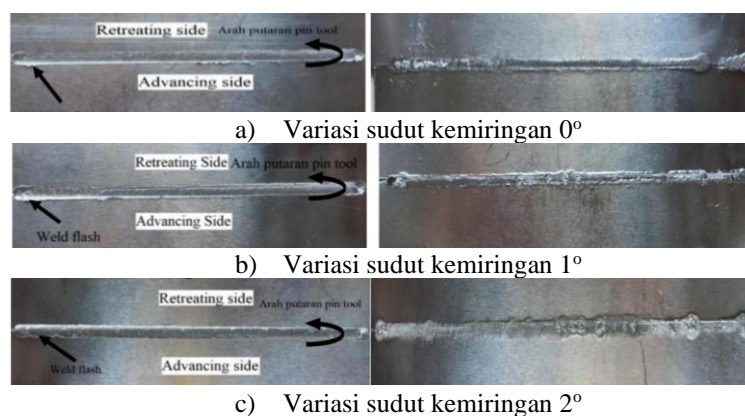 Retreating side Arah putaran pin tool
Advancing side
a) Variasi sudut kemiringan 0°
Retreating Side Arah putaran pin tool
Advancing Side
Weld flash
b) Variasi sudut kemiringan 1°
Retreating side
Arah putaran pin tool
Weld flash
Advancing side
c) Variasi sudut kemiringan 2°